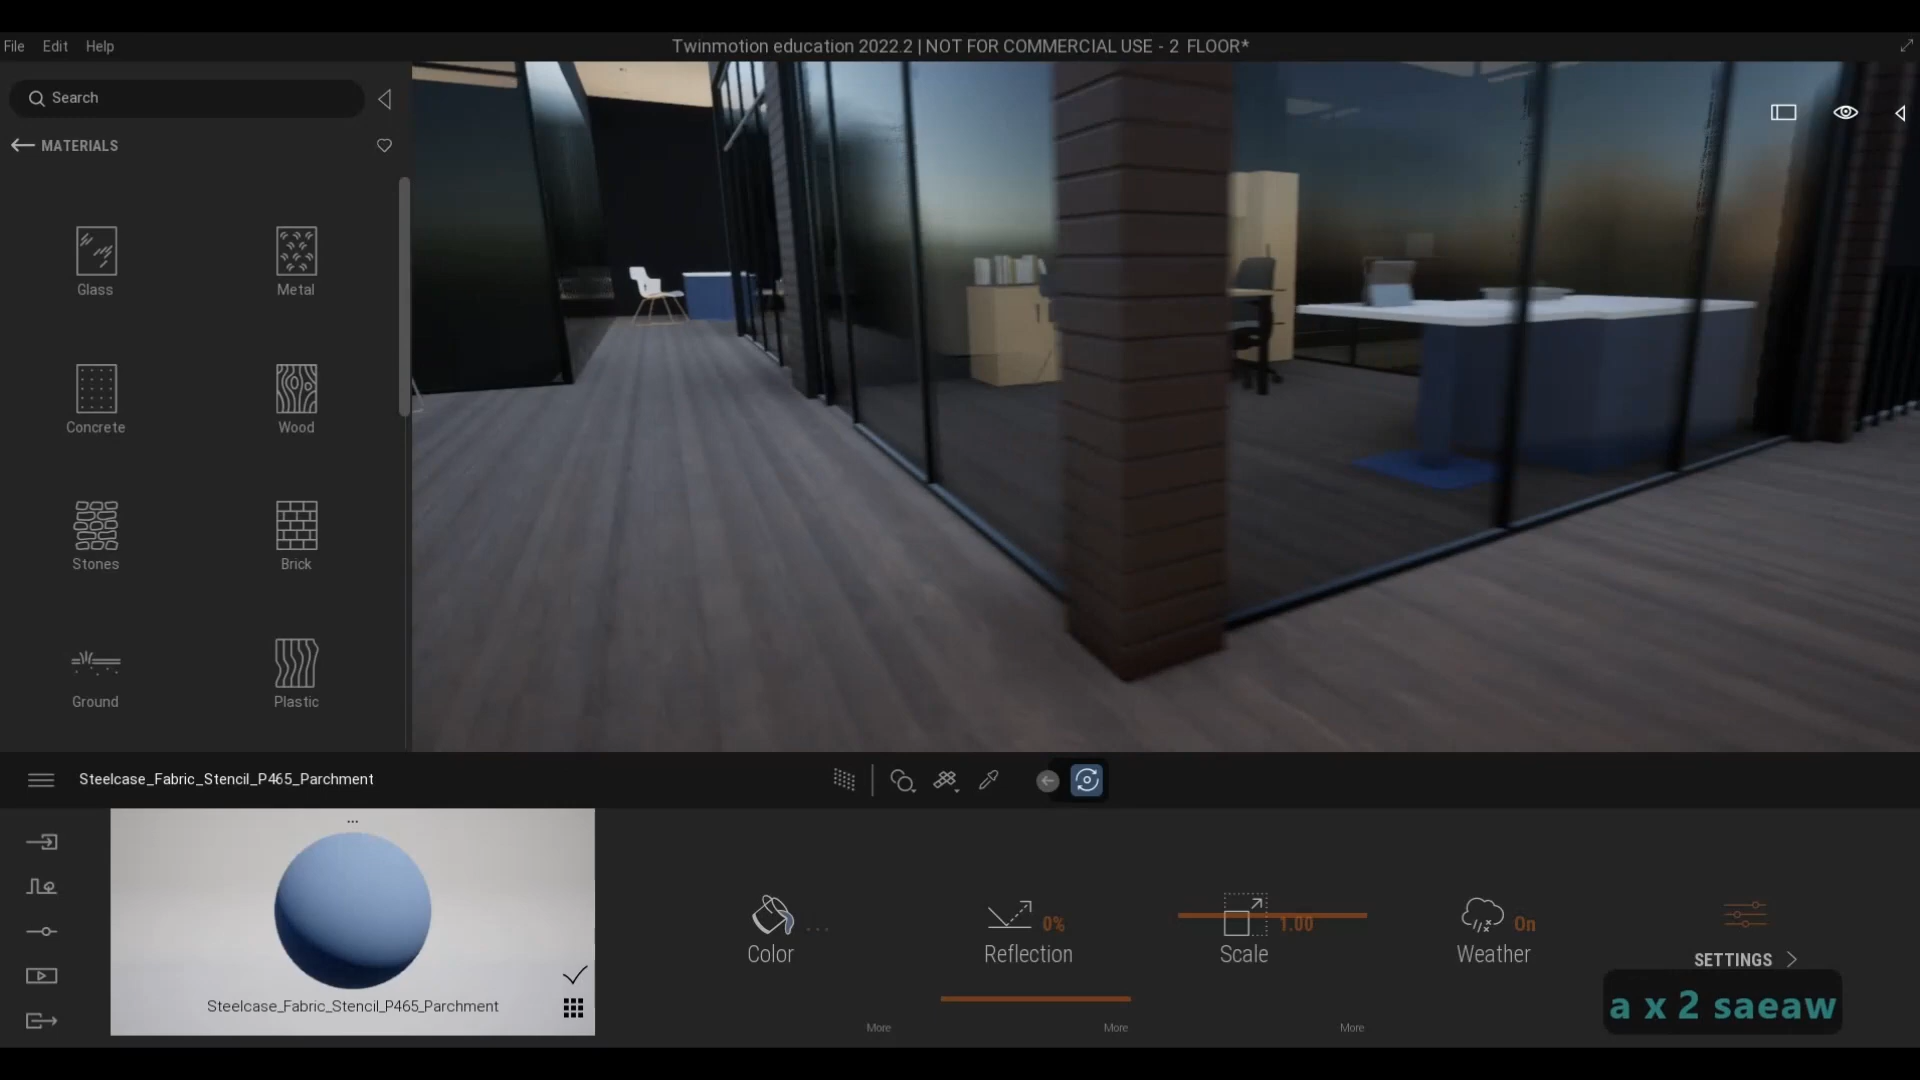 File Edit Help
Twinmotion education 2022.2 | NOT FOR COMMERCIAL USE - 2 FLOOR*
Search
MATERIALS
Glass Metal
Concrete Wood
Stones Brick
Ground Plastic
Steelcase_Fabric_Stencil_P465_Parchment
...
Steelcase_Fabric_Stencil_P465_Parchment
...
0%
1.00
On
Color Reflection Scale Weather SETTINGS
More More More
a x 2 saeaw